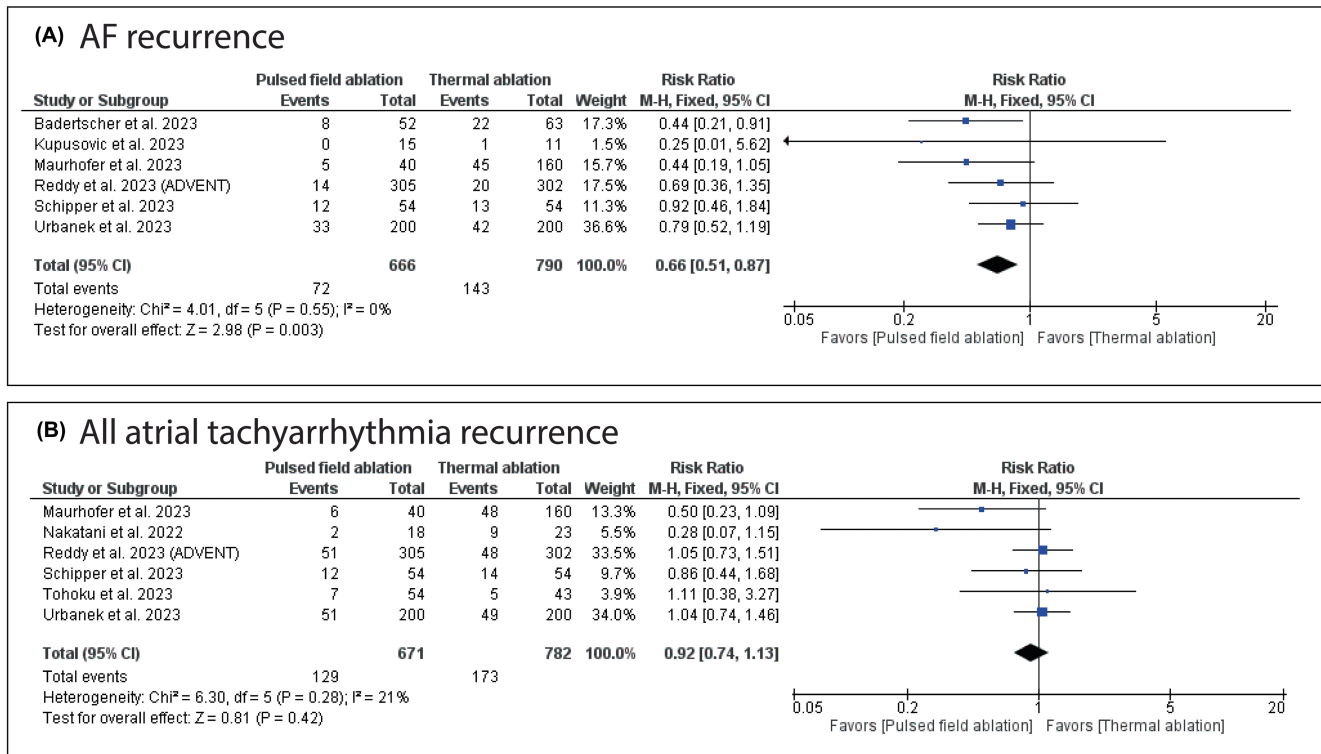 (A) AF recurrence
Pulsed field ablation Thermal ablation Risk Ratio Risk Ratio
Study or Subgroup Events Total Events Total Weight M-H, Fixed, 95% CI M-H, Fixed, 95% CI
Badertscher et al. 2023 8 52 22 63 17.3% 0.44 [0.21, 0.91]
Kupusovic et al. 2023 0 15 1 11 1.5% 0.25 [0.01, 5.62]
Maurhofer et al. 2023 5 40 45 160 15.7% 0.44 [0.19, 1.05]
Reddy et al. 2023 (ADVENT) 14 305 20 302 17.5% 0.69 [0.36, 1.35]
Schipper et al. 2023 12 54 13 54 11.3% 0.92 [0.46, 1.84]
Urbanek et al. 2023 33 200 42 200 36.6% 0.79 [0.52, 1.19]
Total (95% CI) 666 790 100.0% 0.66 [0.51, 0.87]
Total events 72 143
Heterogeneity: Chi² = 4.01, df = 5 (P = 0.55); I² = 0%
Test for overall effect: Z = 2.98 (P = 0.003)
0.05 0.2 1 5 20
Favors [Pulsed field ablation] Favors [Thermal ablation]
(B) All atrial tachyarrhythmia recurrence
Pulsed field ablation Thermal ablation Risk Ratio Risk Ratio
Study or Subgroup Events Total Events Total Weight M-H, Fixed, 95% CI M-H, Fixed, 95% CI
Maurhofer et al. 2023 6 40 48 160 13.3% 0.50 [0.23, 1.09]
Nakatani et al. 2022 2 18 9 23 5.5% 0.28 [0.07, 1.15]
Reddy et al. 2023 (ADVENT) 51 305 48 302 33.5% 1.05 [0.73, 1.51]
Schipper et al. 2023 12 54 14 54 9.7% 0.86 [0.44, 1.68]
Tohoku et al. 2023 7 54 5 43 3.9% 1.11 [0.38, 3.27]
Urbanek et al. 2023 51 200 49 200 34.0% 1.04 [0.74, 1.46]
Total (95% CI) 671 782 100.0% 0.92 [0.74, 1.13]
Total events 129 173
Heterogeneity: Chi² = 6.30, df = 5 (P = 0.28); I² = 21%
Test for overall effect: Z = 0.81 (P = 0.42)
0.05 0.2 1 5 20
Favors [Pulsed field ablation] Favors [Thermal ablation]